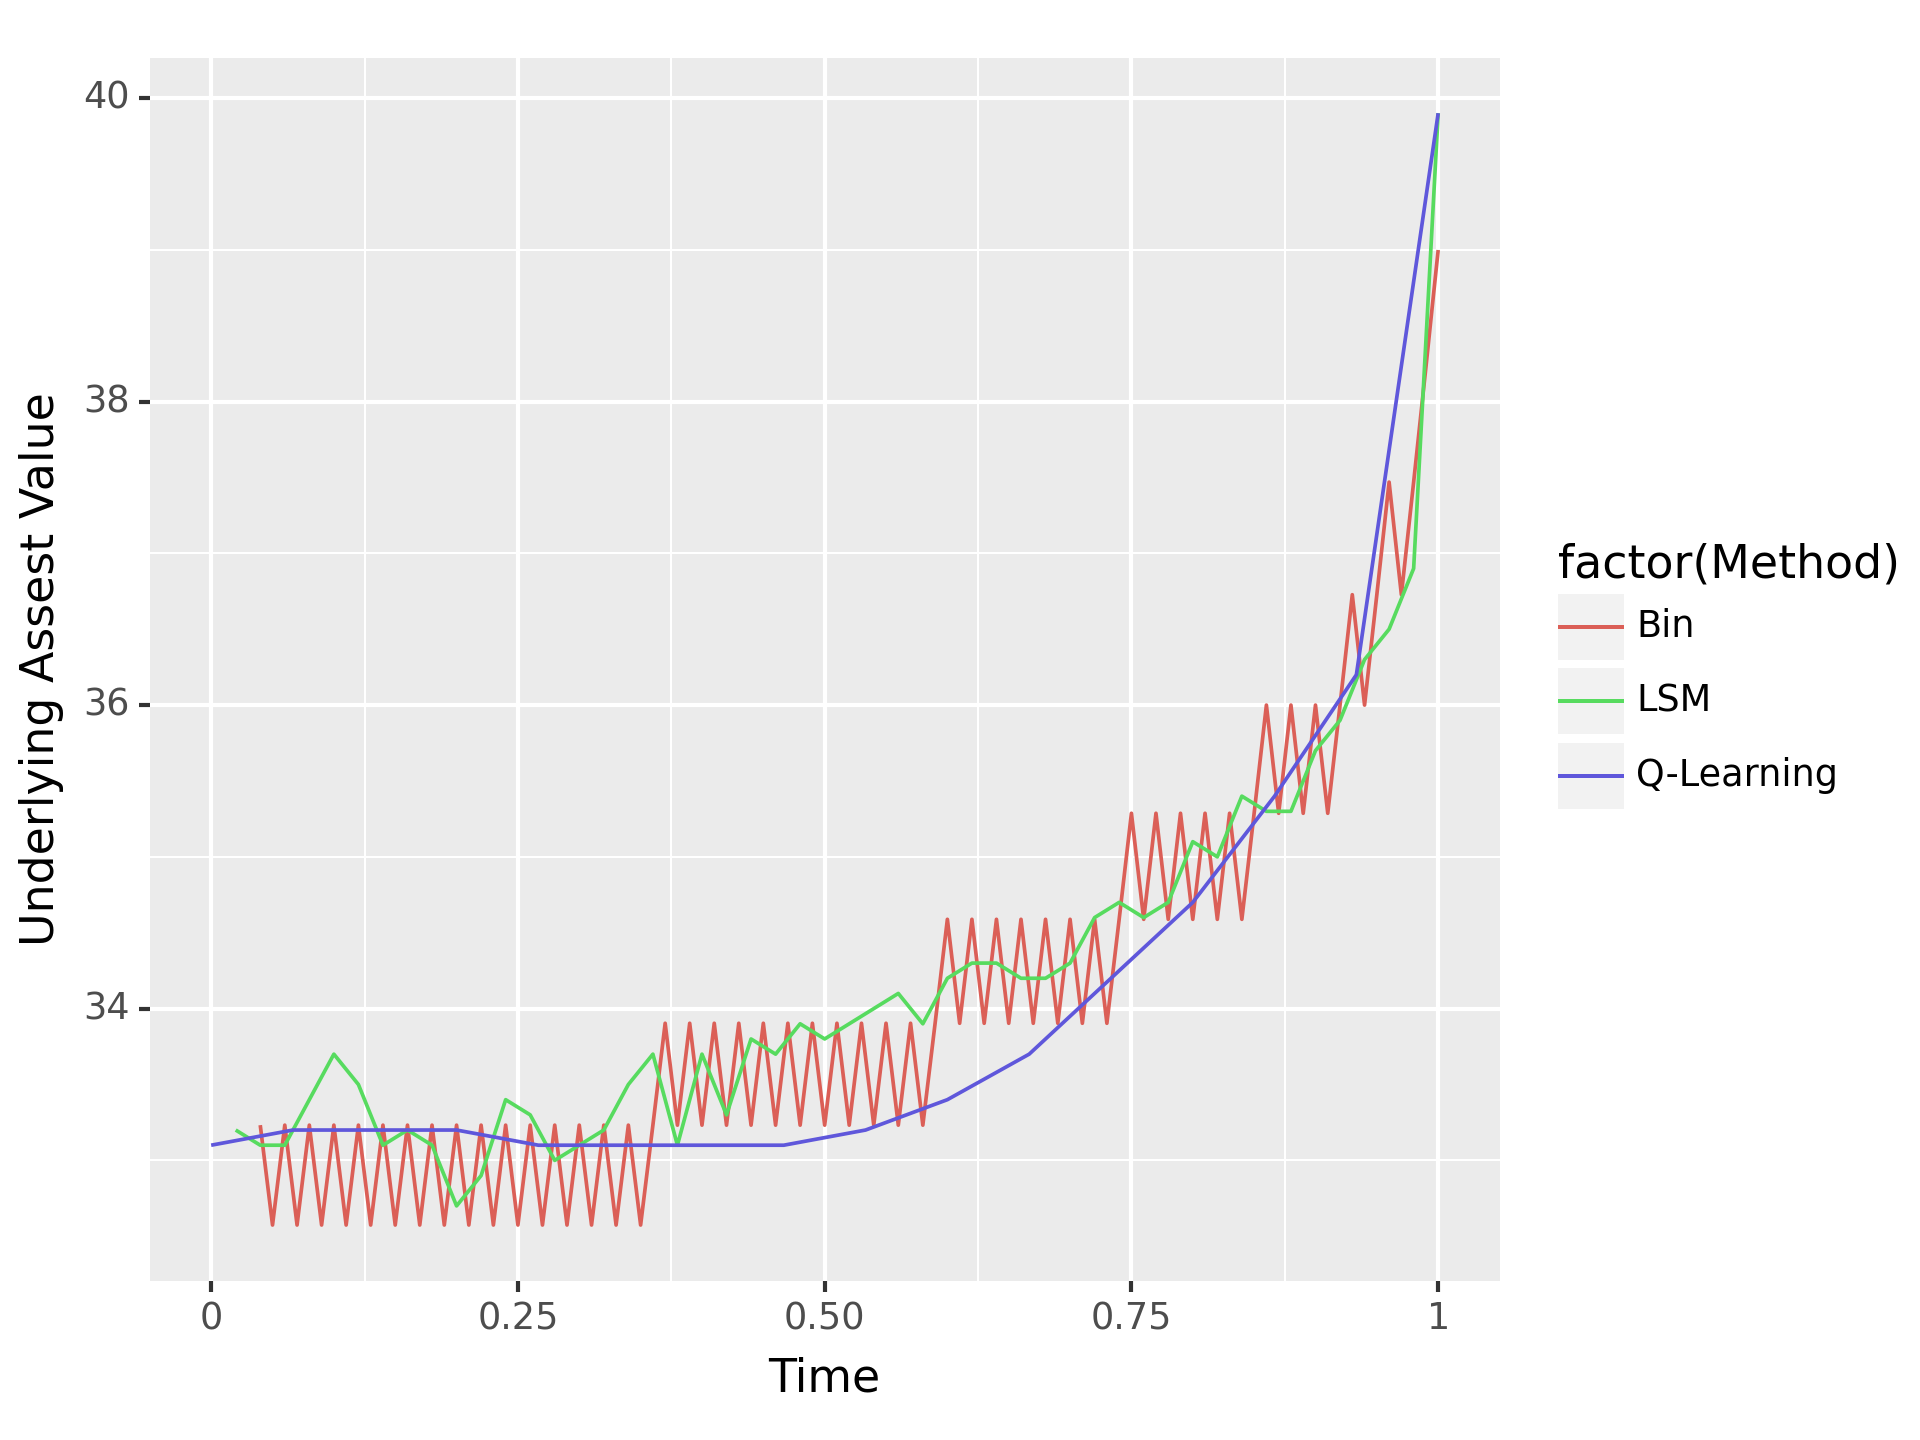 40
38
36
34
0
0.25
0.50
0.75
1
Time
Underlying Assest Value
factor(Method)
Bin
LSM
Q-Learning